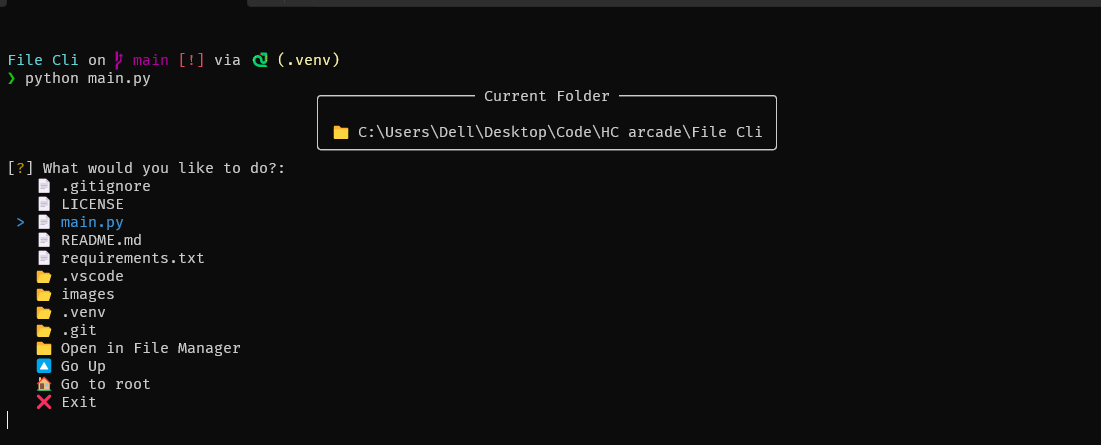 File Cli on main [!] via (.venv)
❯ python main.py
Current Folder
C:\Users\Dell\Desktop\Code\HC arcade\File Cli
[?] What would you like to do?:
.gitignore
LICENSE
> main.py
README.md
requirements.txt
.vscode
images
.venv
.git
Open in File Manager
Go Up
Go to root
Exit